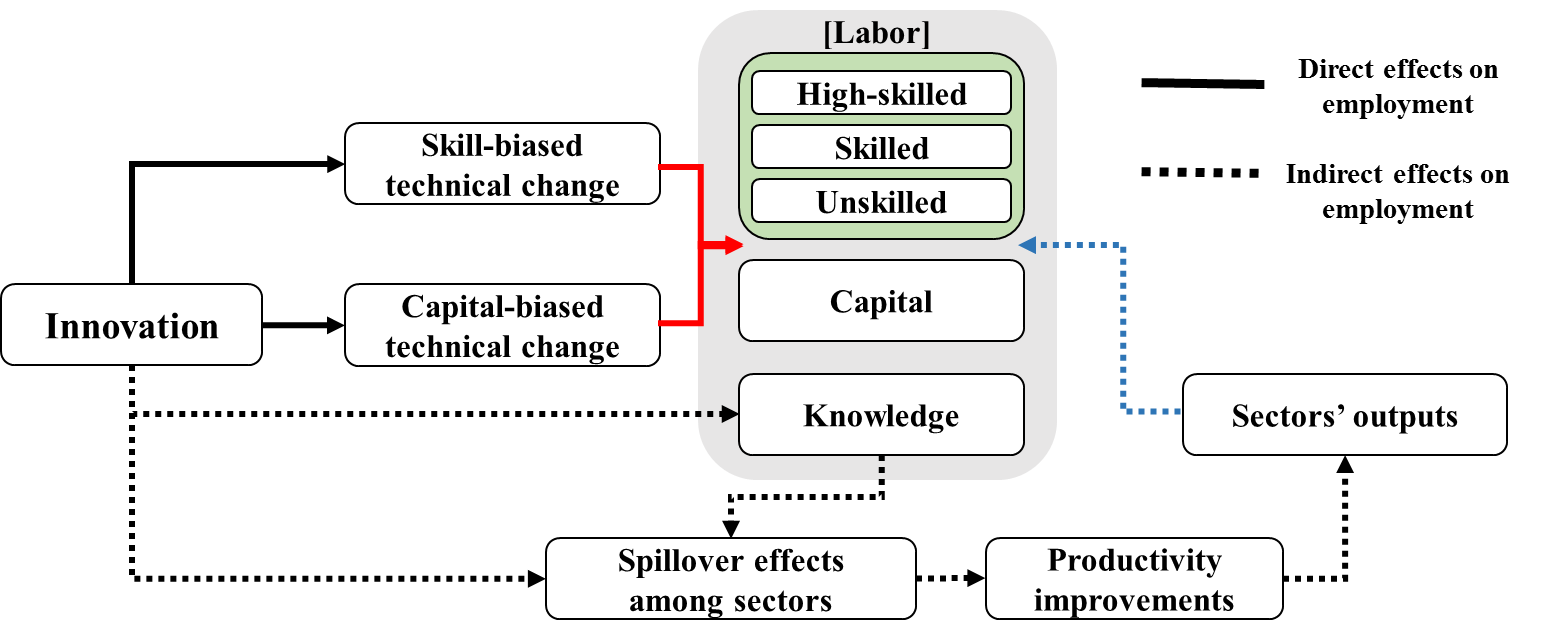 [Labor]
High-skilled
Skilled
Unskilled
Direct effects on
employment
Indirect effects on
employment
Skill-biased
technical change
Innovation
Capital-biased
technical change
Capital
Knowledge
Sectors’ outputs
Spillover effects
among sectors
Productivity
improvements